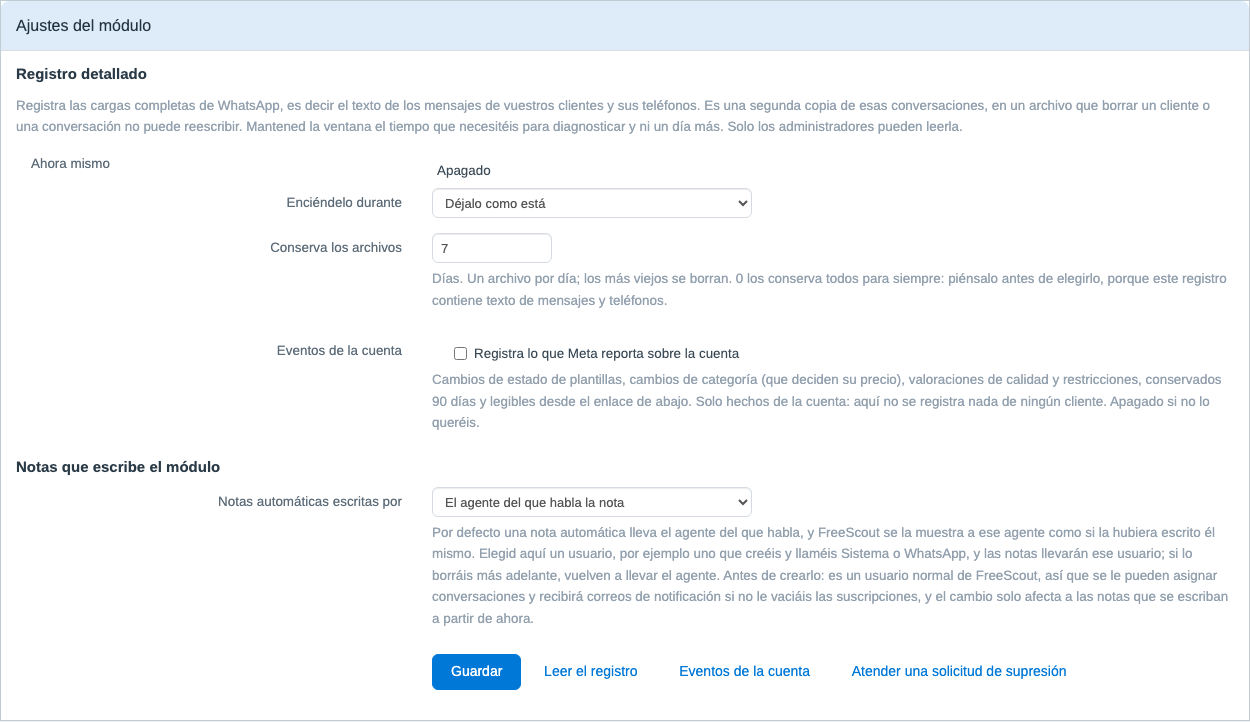 Ajustes del módulo
Registro detallado
Registra las cargas completas de WhatsApp, es decir el texto de los mensajes de vuestros clientes y sus teléfonos. Es una segunda copia de esas conversaciones, en un archivo que borrar un cliente o
una conversación no puede reescribir. Mantened la ventana el tiempo que necesitéis para diagnosticar y ni un día más. Solo los administradores pueden leerla.
Ahora mismo
Apagado
Enciéndelo durante
Déjalo como está
Conserva los archivos
7
Días. Un archivo por día; los más viejos se borran. 0 los conserva todos para siempre: piénsalo antes de elegirlo, porque este registro
contiene texto de mensajes y teléfonos.
Eventos de la cuenta
Registra lo que Meta reporta sobre la cuenta
Cambios de estado de plantillas, cambios de categoría (que deciden su precio), valoraciones de calidad y restricciones, conservados
90 días y legibles desde el enlace de abajo. Solo hechos de la cuenta: aquí no se registra nada de ningún cliente. Apagado si no lo
queréis.
Notas que escribe el módulo
Notas automáticas escritas por
El agente del que habla la nota
Por defecto una nota automática lleva el agente del que habla, y FreeScout se la muestra a ese agente como si la hubiera escrito él
mismo. Elegid aquí un usuario, por ejemplo uno que creéis y llaméis Sistema o WhatsApp, y las notas llevarán ese usuario; si lo
borráis más adelante, vuelven a llevar el agente. Antes de crearlo: es un usuario normal de FreeScout, así que se le pueden asignar
conversaciones y recibirá correos de notificación si no le vaciáis las suscripciones, y el cambio solo afecta a las notas que se escriban
a partir de ahora.
Guardar
Leer el registro
Eventos de la cuenta
Atender una solicitud de supresión